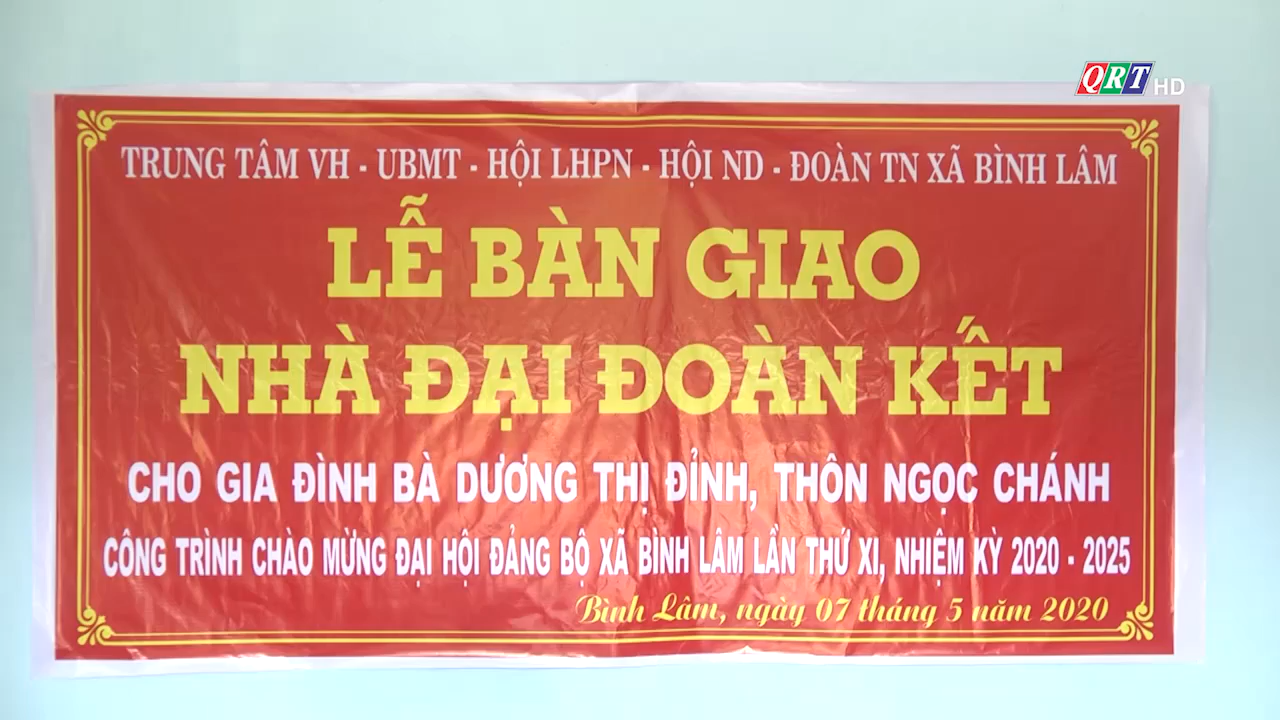 QRT HD
TRUNG TÂM VH - UBMT - HỘI LHPN - HỘI ND - ĐOÀN TN XÃ BÌNH LÂM
LỄ BÀN GIAO
NHÀ ĐẠI ĐOÀN KẾT
CHO GIA ĐÌNH BÀ DƯƠNG THỊ ĐỈNH, THÔN NGỌC CHÁNH
CÔNG TRÌNH CHÀO MỪNG ĐẠI HỘI ĐẢNG BỘ XÃ BÌNH LÂM LẦN THỨ XI, NHIỆM KỲ 2020 - 2025
Bình Lâm, ngày 07 tháng 5 năm 2020